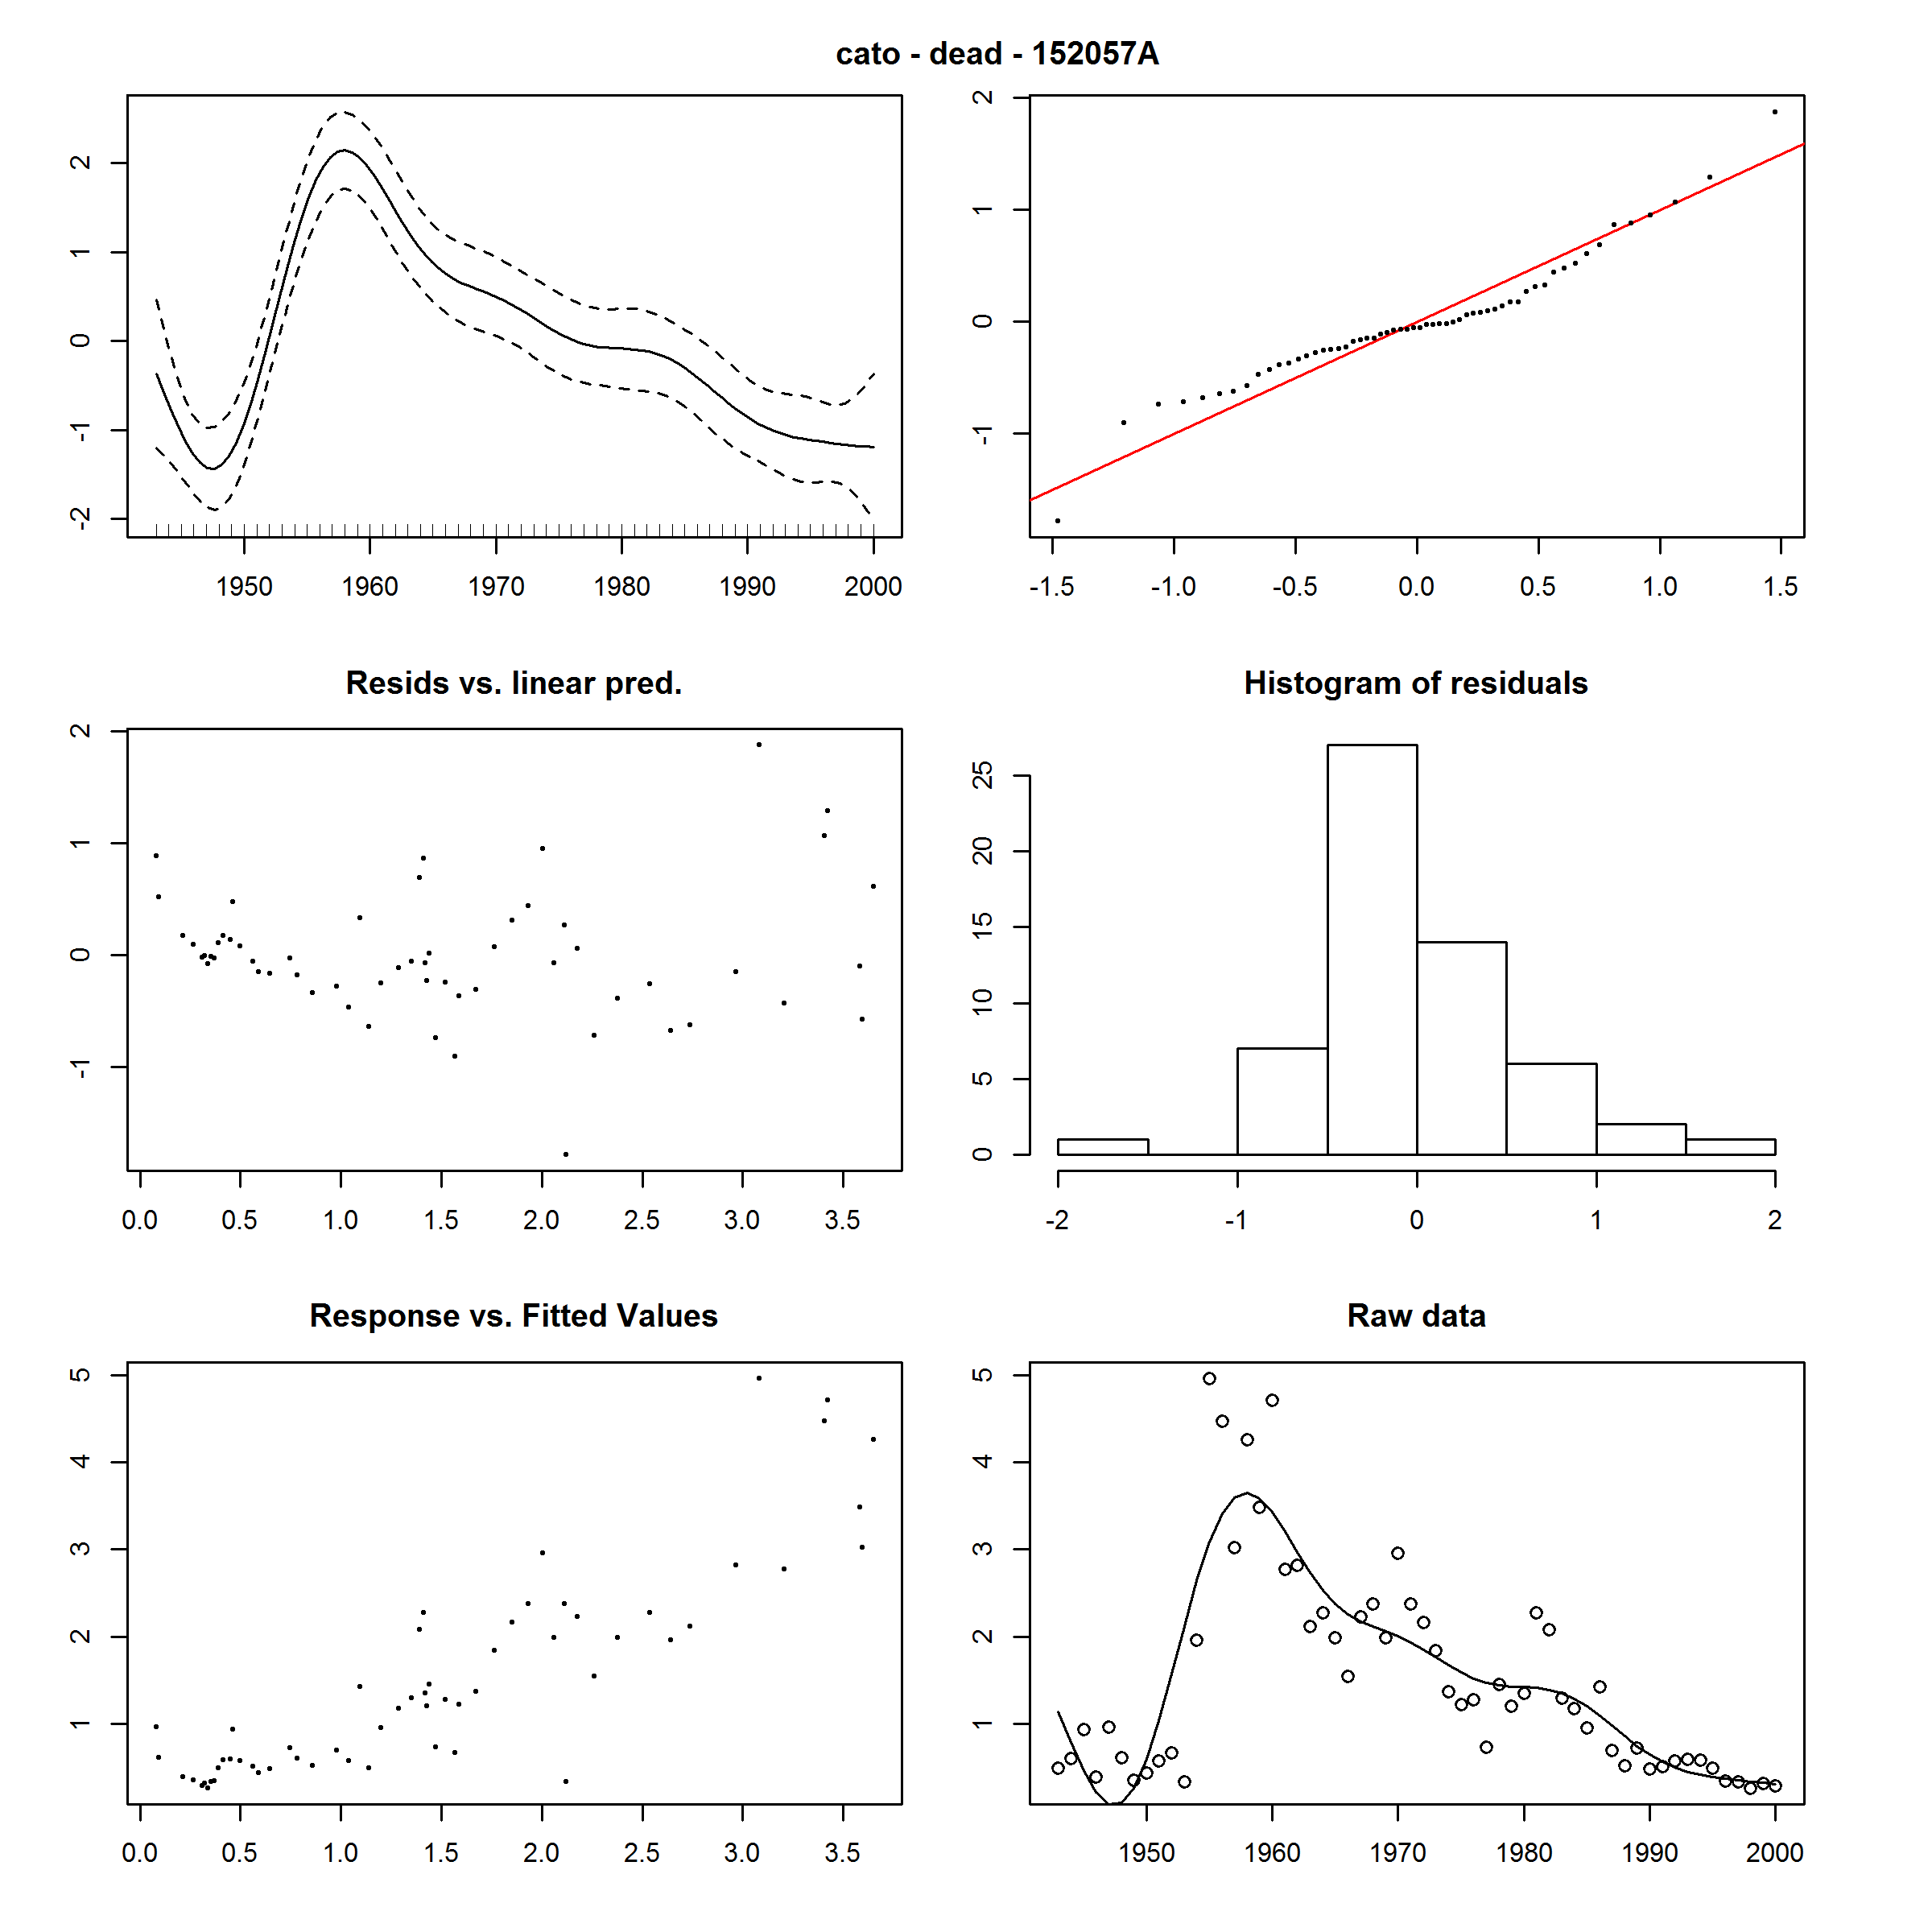 cato - dead - 152057A
2
1
0
-1
-2
1950 1960 1970 1980 1990 2000
2
1
0
-1
-1.5 -1.0 -0.5 0.0 0.5 1.0 1.5
Resids vs. linear pred.
2
1
0
-1
0.0 0.5 1.0 1.5 2.0 2.5 3.0 3.5
Histogram of residuals
25
20
15
10
5
0
-2 -1 0 1 2
Response vs. Fitted Values
5
4
3
2
1
0.0 0.5 1.0 1.5 2.0 2.5 3.0 3.5
Raw data
5
4
3
2
1
1950 1960 1970 1980 1990 2000